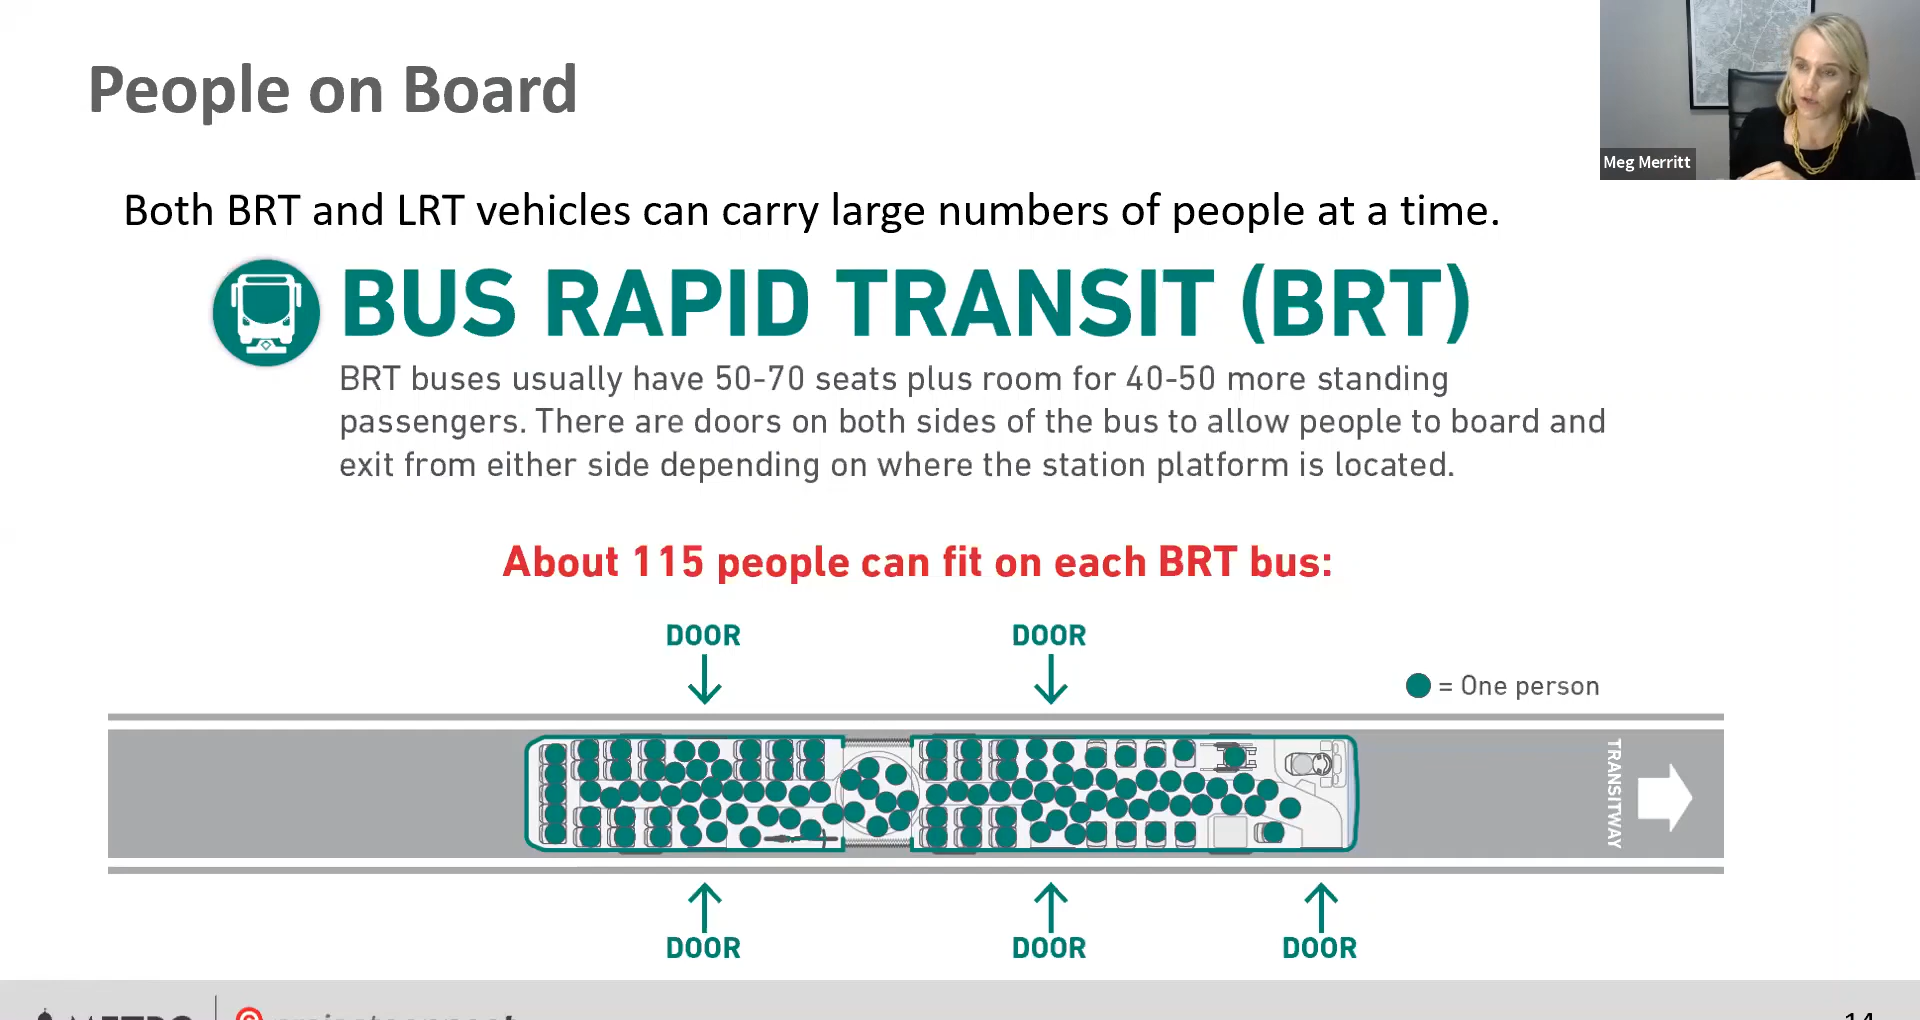 People on Board
Meg Merritt
Both BRT and LRT vehicles can carry large numbers of people at a time.
BUS RAPID TRANSIT (BRT)
BRT buses usually have 50-70 seats plus room for 40-50 more standing
passengers. There are doors on both sides of the bus to allow people to board and
exit from either side depending on where the station platform is located.
About 115 people can fit on each BRT bus:
DOOR DOOR
= One person
TRANSITWAY
DOOR DOOR DOOR
METRO
14